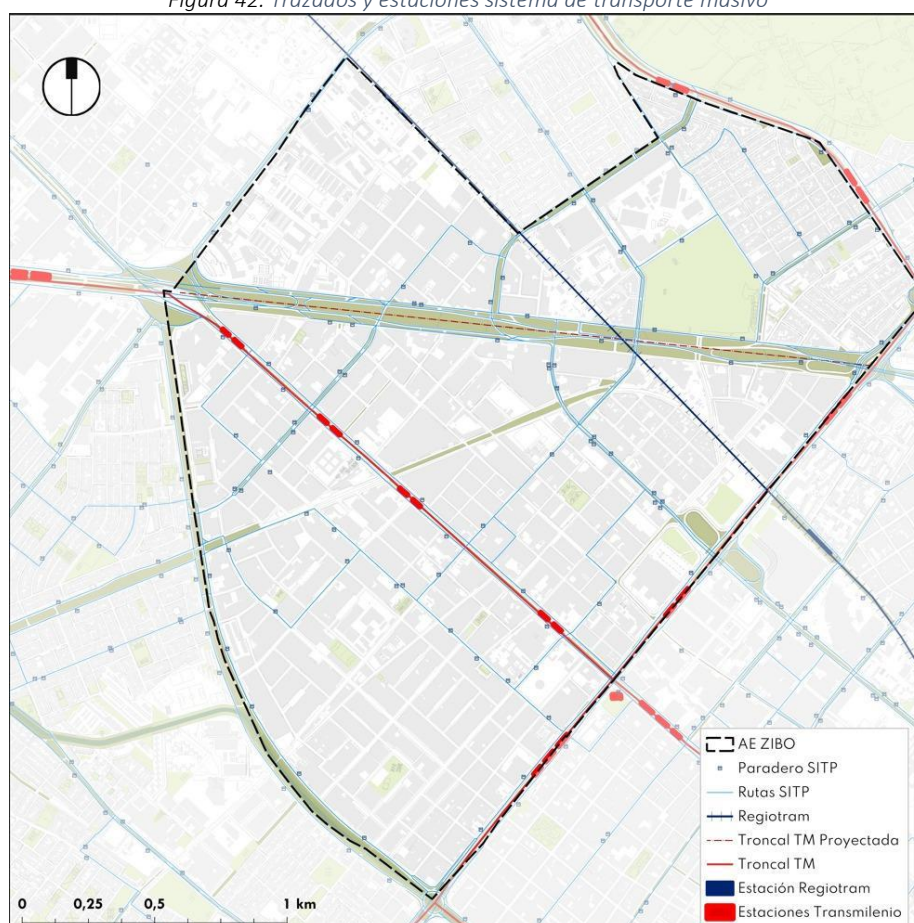 Figura 42. Trazados y estaciones sistema de transporte masivo
AE ZIBO
Paradero SITP
Rutas SITP
Regiotram
Troncal TM Proyectada
Troncal TM
Estación Regiotram
Estaciones Transmilenio
0 0,25 0,5 1 km